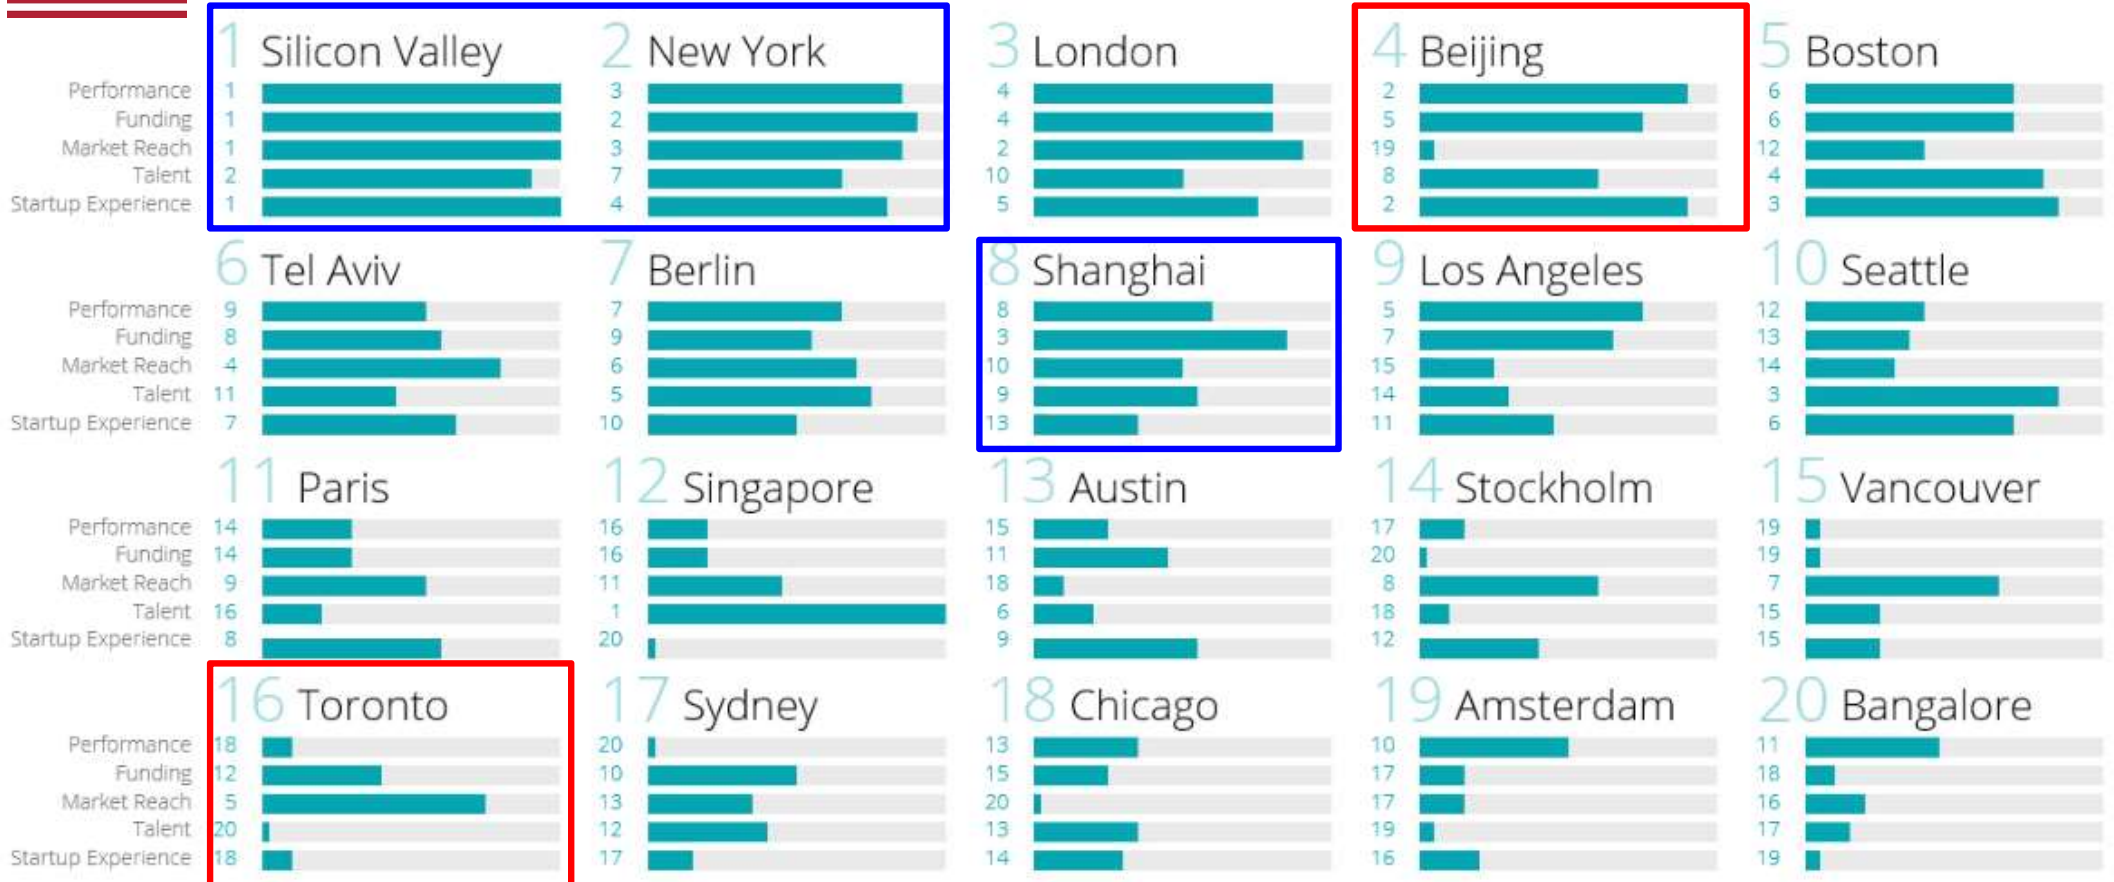 1 Silicon Valley 2 New York 3 London 4 Beijing 5 Boston
Performance 1 3 4 2 6
Funding 1 2 4 5 6
Market Reach 1 3 2 19 12
Talent 2 7 10 8 4
Startup Experience 1 4 5 2 3
6 Tel Aviv 7 Berlin 8 Shanghai 9 Los Angeles 10 Seattle
Performance 9 7 8 5 12
Funding 8 9 3 7 13
Market Reach 4 6 10 15 14
Talent 11 5 9 14 3
Startup Experience 7 10 13 11 6
11 Paris 12 Singapore 13 Austin 14 Stockholm 15 Vancouver
Performance 14 16 15 17 19
Funding 14 16 11 20 19
Market Reach 9 11 18 8 7
Talent 16 1 6 18 15
Startup Experience 8 20 9 12 15
16 Toronto 17 Sydney 18 Chicago 19 Amsterdam 20 Bangalore
Performance 18 20 13 10 11
Funding 12 10 15 17 18
Market Reach 5 13 20 17 16
Talent 20 12 13 19 17
Startup Experience 18 17 14 16 19